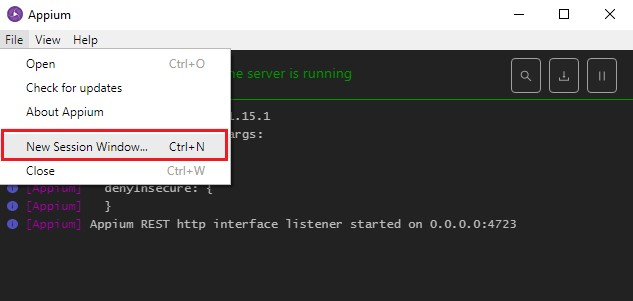 Appium
File View Help
Open Ctrl+O
Check for updates
About Appium
New Session Window... Ctrl+N
Close Ctrl+W
he server is running
1.15.1
args:
[Appium] denyInsecure: {
[Appium] }
[Appium] Appium REST http interface listener started on 0.0.0.0:4723